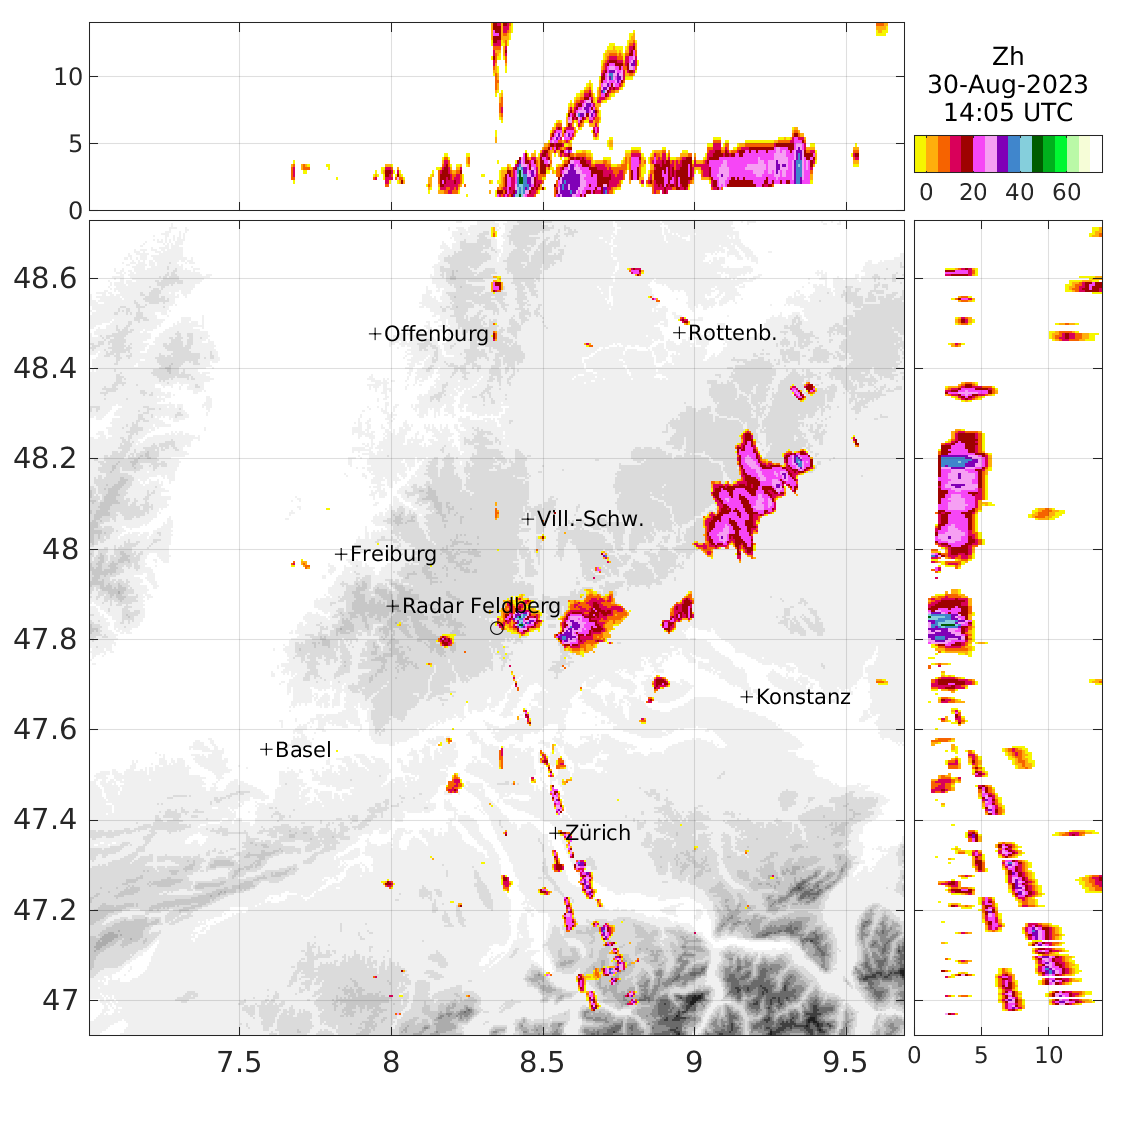 10
5
0
Zh
30-Aug-2023
14:05 UTC
0 20 40 60
48.6
48.4
48.2
48
47.8
47.6
47.4
47.2
47
+Offenburg
+Rottenb.
+Vill.-Schw.
+Freiburg
+Radar Feldberg
+Konstanz
+Basel
+Zürich
7.5 8 8.5 9 9.5
0 5 10